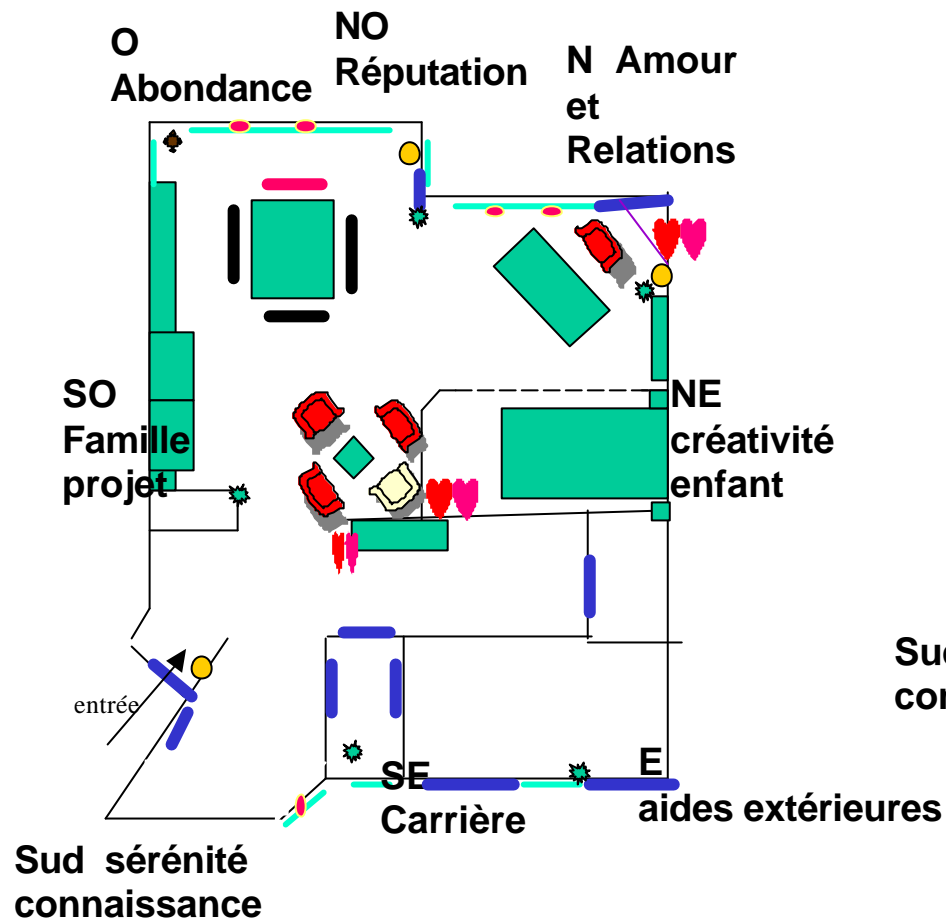 O
Abondance
NO
Réputation
N Amour
et
Relations
SO
Famille
projet
NE
créativité
enfant
entrée
SE
Carrière
E
aides extérieures
Sud sérénité
connaissance